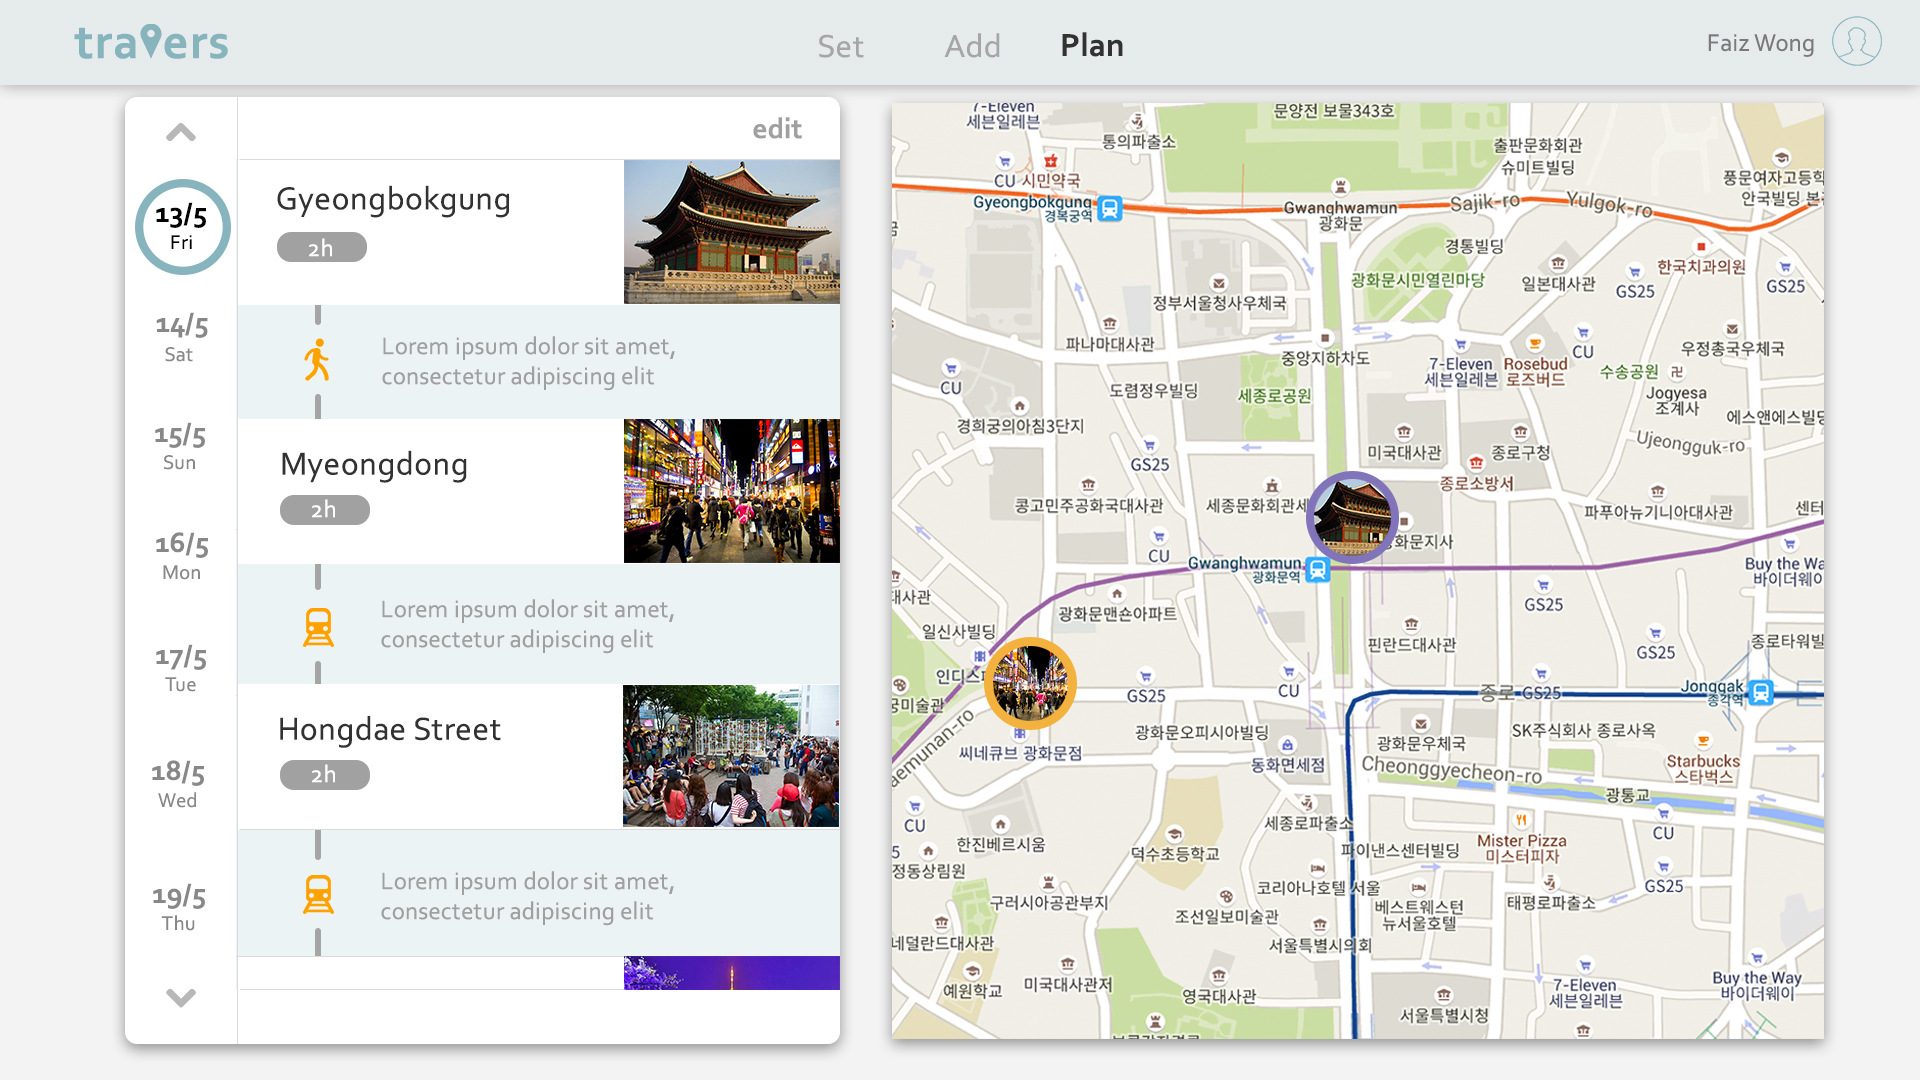 travers
Set
Add
Plan
Faiz Wong
edit
13/5
Fri
14/5
Sat
15/5
Sun
16/5
Mon
17/5
Tue
18/5
Wed
19/5
Thu
Gyeongbokgung
2h
Lorem ipsum dolor sit amet,
consectetur adipiscing elit
Myeongdong
2h
Lorem ipsum dolor sit amet,
consectetur adipiscing elit
Hongdae Street
2h
Lorem ipsum dolor sit amet,
consectetur adipiscing elit
7-Eleven
세븐일레븐
통의파출소
문양전 보물343호
출판문화회관
슈미트빌딩
CU
시민약국
풍문여자고등학
안국빌딩 본
Gyeongbokgung
경복궁역
Gwanghwamun
광화문
Sajik-ro
Yulgok-ro
경통빌딩
한국치과의원
광화문시민열린마당
일본대사관
GS25
GS25
정부서울청사우체국
파나마대사관
중앙지하차도
CU
우정총국우체국
7-Eleven
세븐일레븐
Rosebud
로즈버드
수송공원
CU
도렴정우빌딩
세종로공원
Jogyesa
조계사
에스앤에스빌딩
경희궁의아침3단지
Ujeongguk-ro
GS25
미국대사관
종로구청
종로소방서
콩고민주공화국대사관
세종문화회관
파푸아뉴기니아대사관
센터
CU
화문지사
Gwanghwamun
광화문역
Buy the Wa
바이더웨이
대사관
GS25
광화문맨숀아파트
일신사빌딩
핀란드대사관
종로타워빌
GS25
인디스
GS25
CU
종로
GS25
Jonggak
종각역
궁미술관
aemunan-ro
씨네큐브 광화문점
광화문오피시아빌딩
광화문우체국
SK주식회사 종로사옥
동화면세점
Cheonggyecheon-ro
Starbucks
스타벅스
광통교
CU
세종로파출소
CU
한진베르시움
덕수초등학교
파이낸스센터빌딩
Mister Pizza
미스터피자
5
정동상림원
코리아나호텔 서울
GS25
구러시아공관부지
조선일보미술관
베스트웨스턴
뉴서울호텔
태평로파출소
네덜란드대사관
서울특별시의회
예원학교
미국대사관저
영국대사관
7-Eleven
세븐일레븐
Buy the Way
바이더웨이
서울특별시청